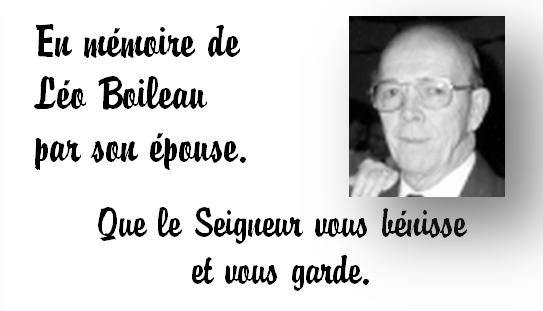 En mémoire de
Léo Boileau
par son épouse.
Que le Seigneur vous bénisse
et vous garde.